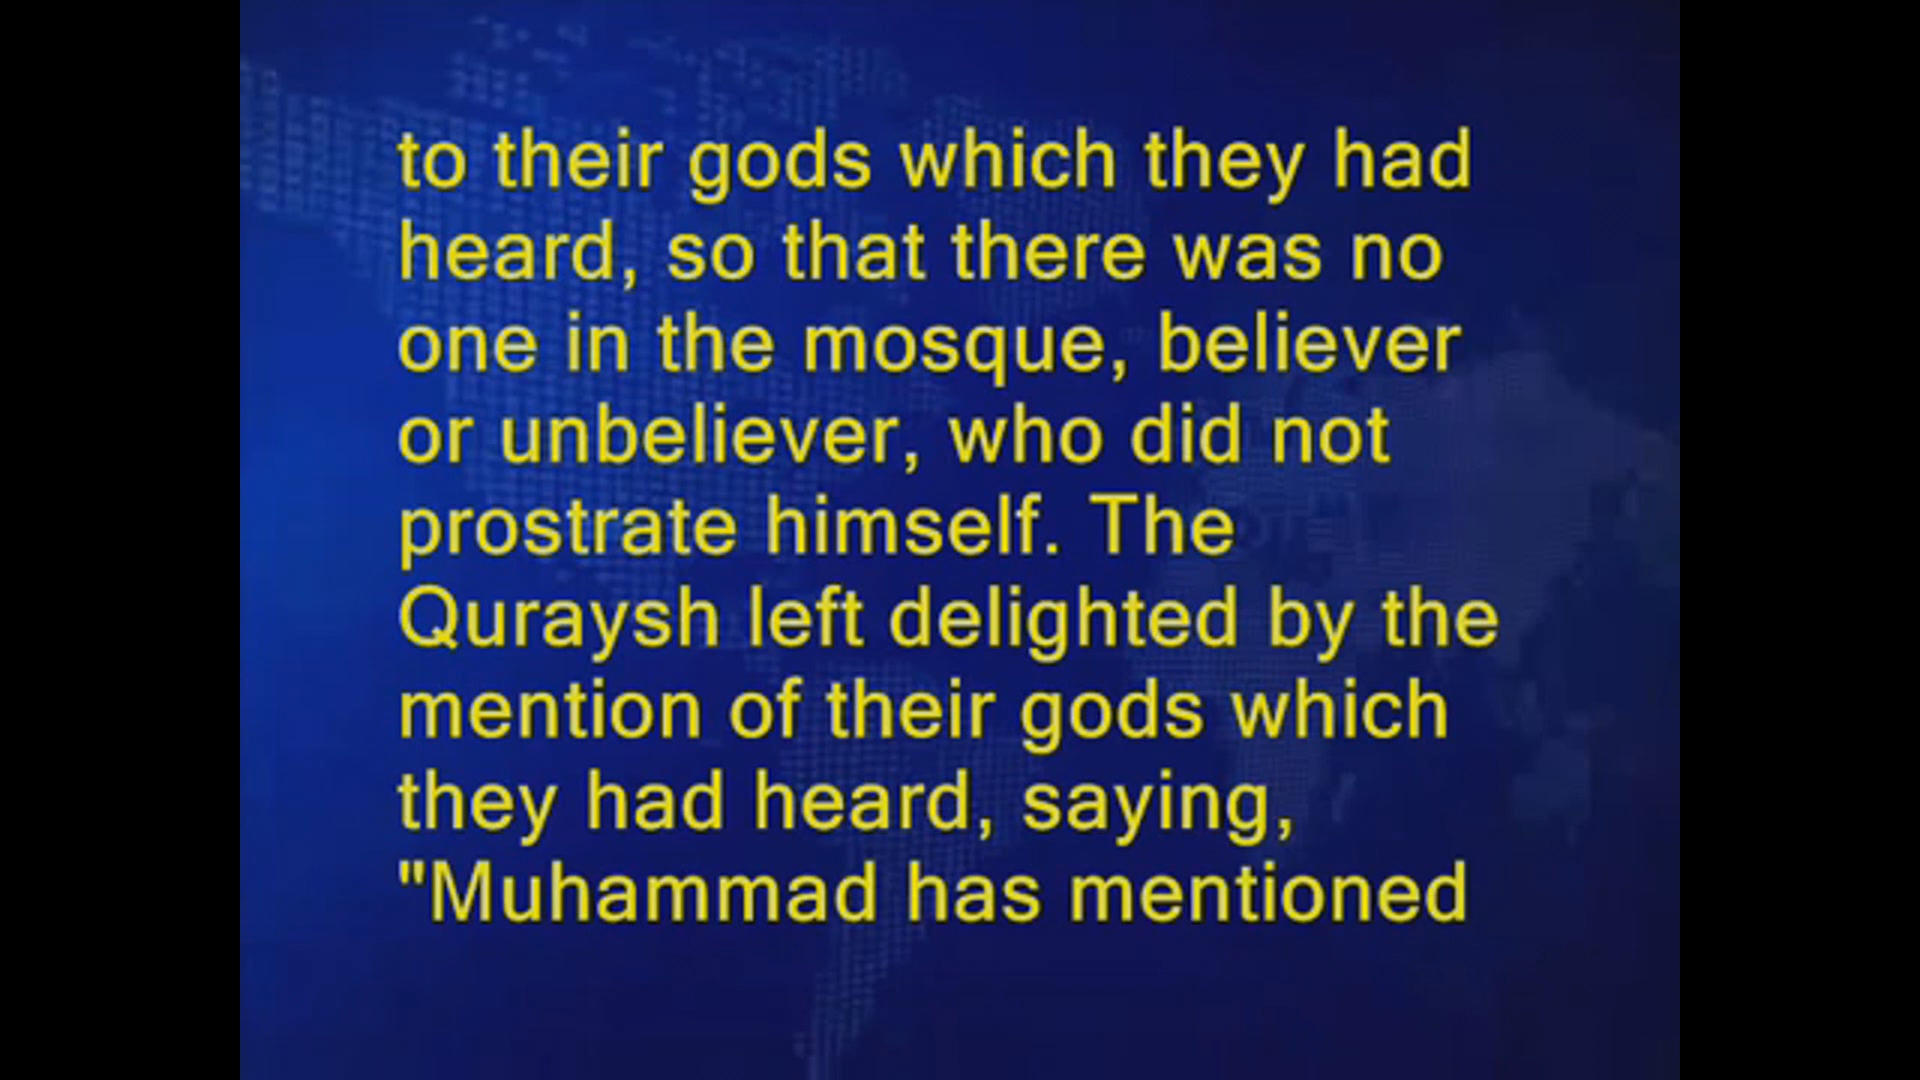 to their gods which they had
heard, so that there was no
one in the mosque, believer
or unbeliever, who did not
prostrate himself. The
Quraysh left delighted by the
mention of their gods which
they had heard, saying,
"Muhammad has mentioned